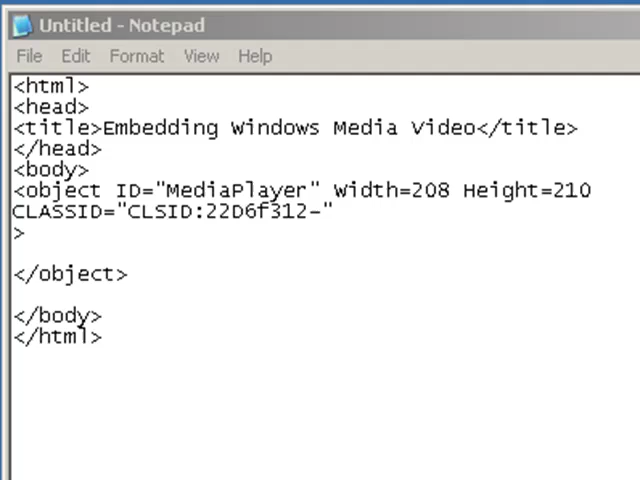 Untitled - Notepad
File Edit Format View Help
<html>
<head>
<title>Embedding Windows Media Video</title>
</head>
<body>
<object ID="MediaPlayer" Width=208 Height=210
CLASSID="CLSID:22D6f312-"
>
</object>
</body>
</html>